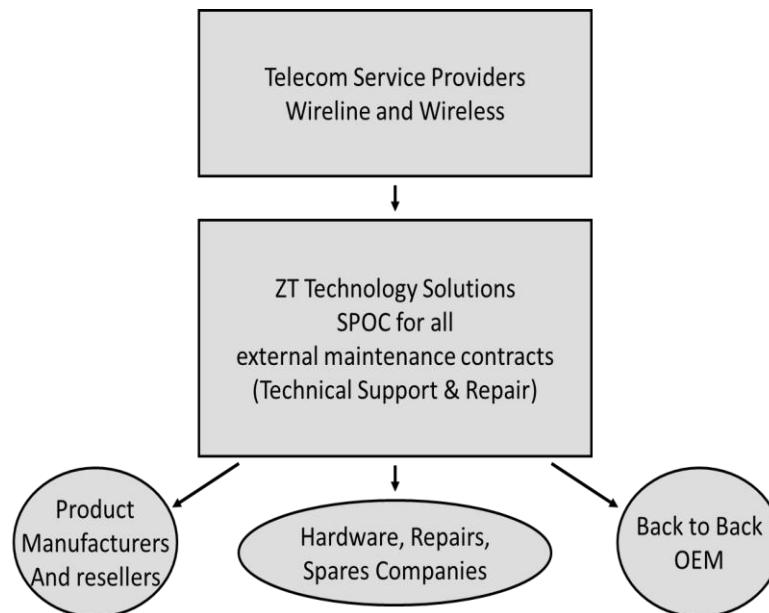 Telecom Service Providers
Wireline and Wireless
ZT Technology Solutions
SPOC for all
external maintenance contracts
(Technical Support & Repair)
Product
Manufacturers
And resellers
Hardware, Repairs,
Spares Companies
Back to Back
OEM